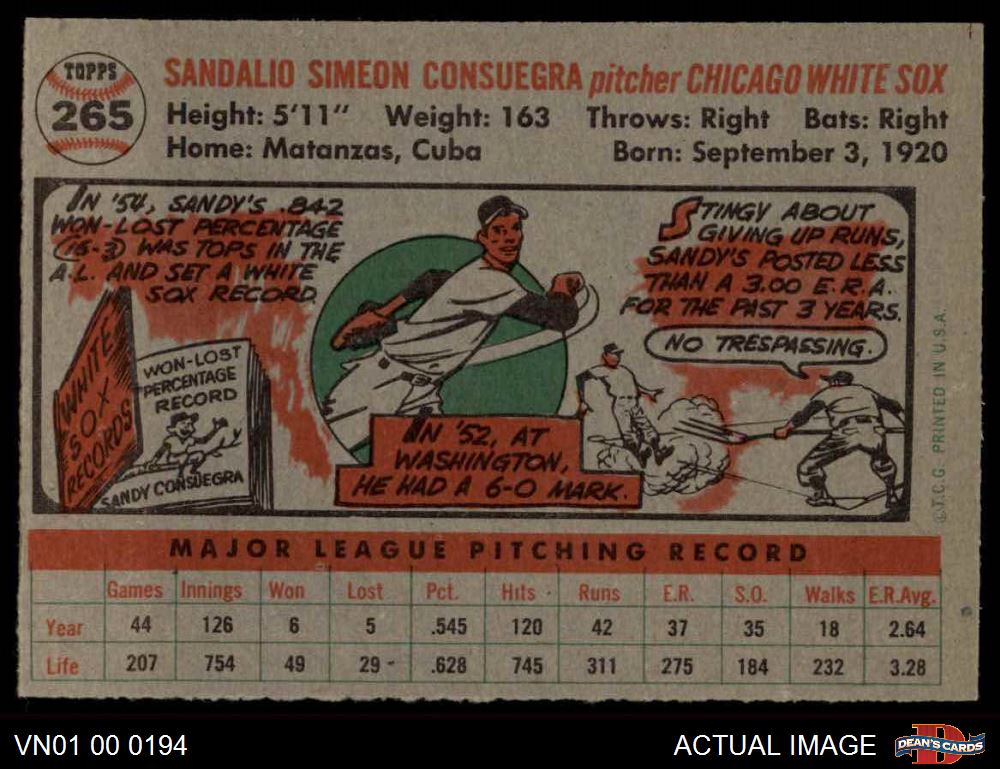 TOPPS
265
SANDALIO SIMEON CONSUEGRA pitcher CHICAGO WHITE SOX
Height: 5'11" Weight: 163 Throws: Right Bats: Right
Home: Matanzas, Cuba Born: September 3, 1920
IN '54, SANDY'S .842
WON-LOST PERCENTAGE
(16-3) WAS TOPS IN THE
A.L. AND SET A WHITE
SOX RECORD.
WHITE
SOX
RECORDS
WON-LOST
PERCENTAGE
RECORD
SANDY CONSUEGRA
IN '52, AT
WASHINGTON,
HE HAD A 6-0 MARK.
STINGY ABOUT
GIVING UP RUNS,
SANDY'S POSTED LESS
THAN A 3.00 E.R.A.
FOR THE PAST 3 YEARS.
NO TRESPASSING.
©T.C.G. PRINTED IN U.S.A.
MAJOR LEAGUE PITCHING RECORD
Games Innings Won Lost Pct. Hits Runs E.R. S.O. Walks E.R.Avg.
Year 44 126 6 5 .545 120 42 37 35 18 2.64
Life 207 754 49 29 .628 745 311 275 184 232 3.28
VN01 00 0194 ACTUAL IMAGE D DEAN'S CARDS